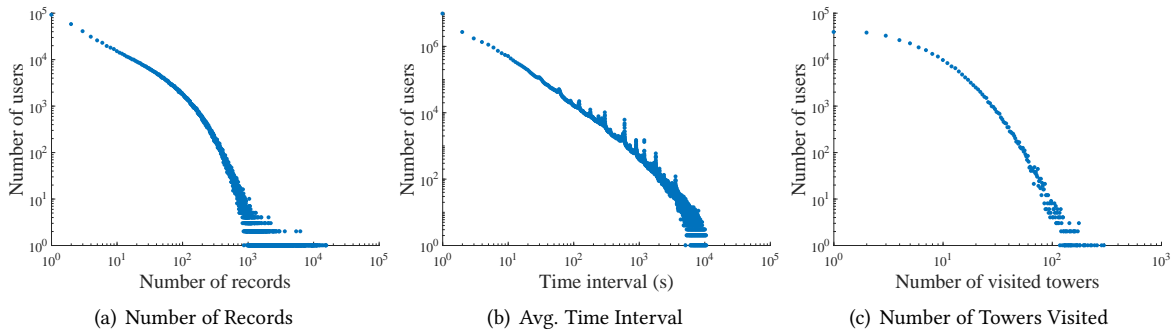 10^5
10^4
10^3
10^2
10^1
10^0
Number of users
10^0 10^1 10^2 10^3 10^4 10^5
Number of records
(a) Number of Records
10^6
10^4
10^2
10^0
Number of users
10^0 10^1 10^2 10^3 10^4 10^5
Time interval (s)
(b) Avg. Time Interval
10^5
10^4
10^3
10^2
10^1
10^0
Number of users
10^0 10^1 10^2 10^3
Number of visited towers
(c) Number of Towers Visited